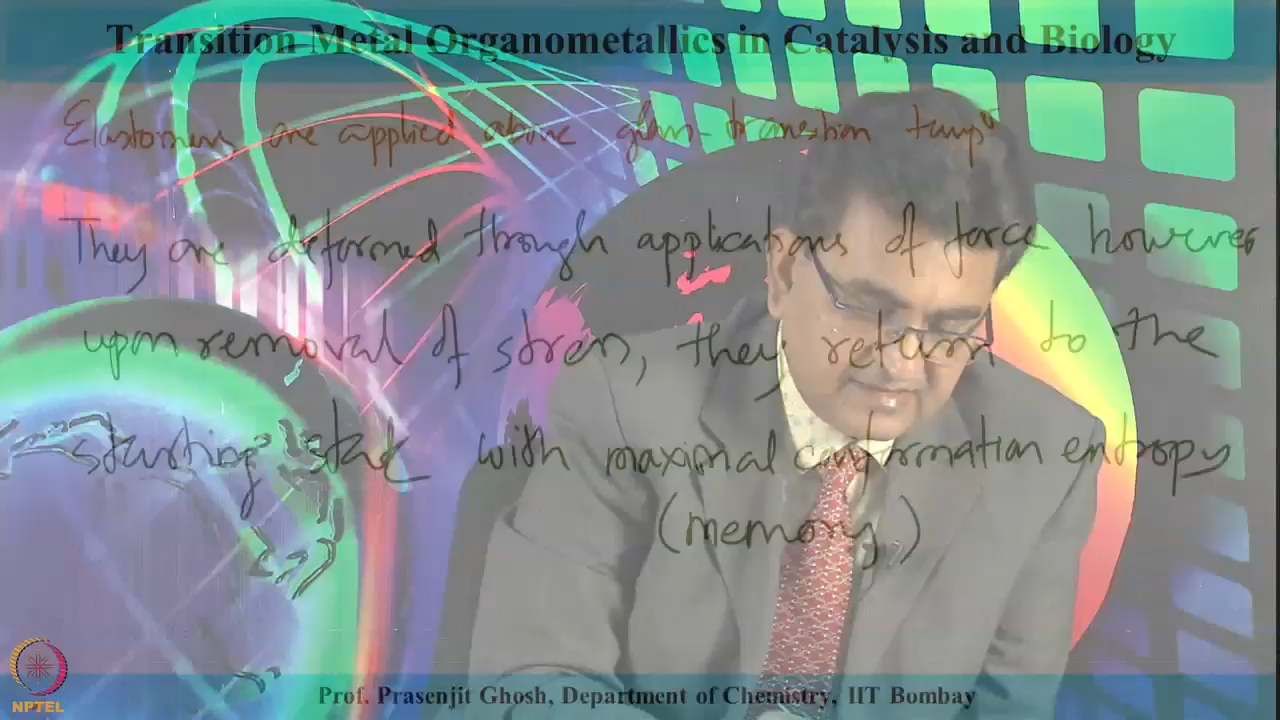 Transition Metal Organometallics in Catalysis and Biology
Elastomers are applied above glass-transition temp
They are deformed through applications of force however
upon removal of stress, they return to the
starting state with maximal conformation entropy
(memory)
NPTEL
Prof. Prasenjit Ghosh, Department of Chemistry, IIT Bombay